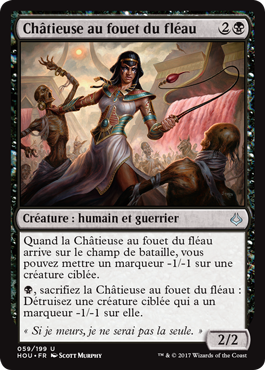 Châtieuse au fouet du fléau 2
Créature : humain et guerrier
Quand la Châtieuse au fouet du fléau
arrive sur le champ de bataille, vous
pouvez mettre un marqueur -1/-1 sur une
créature ciblée.
, sacrifiez la Châtieuse au fouet du fléau :
Détruisez une créature ciblée qui a un
marqueur -1/-1 sur elle.
« Si je meurs, je ne serai pas la seule. »
2/2
059/199 U
HOU • FR Scott Murphy
™ & © 2017 Wizards of the Coast